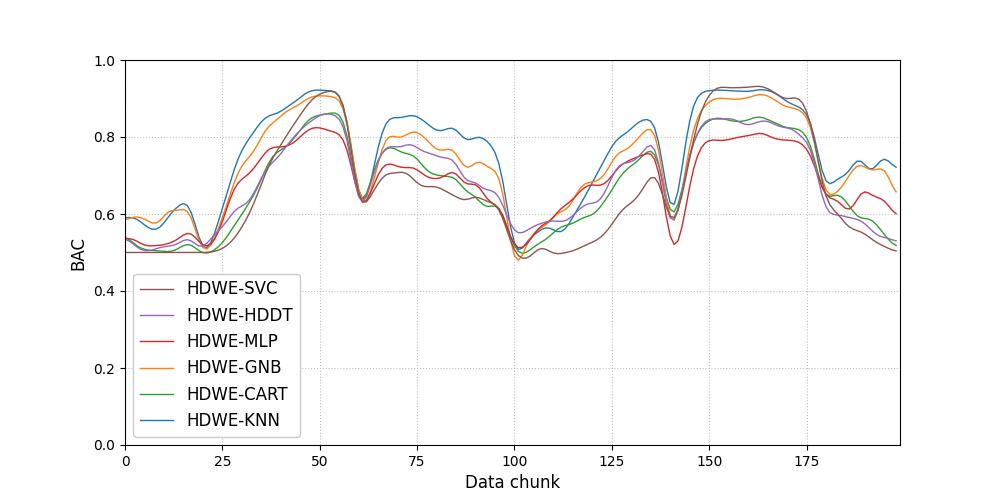 1.0
0.8
0.6
0.4
0.2
0.0
BAC
HDWE-SVC
HDWE-HDDT
HDWE-MLP
HDWE-GNB
HDWE-CART
HDWE-KNN
0 25 50 75 100 125 150 175
Data chunk